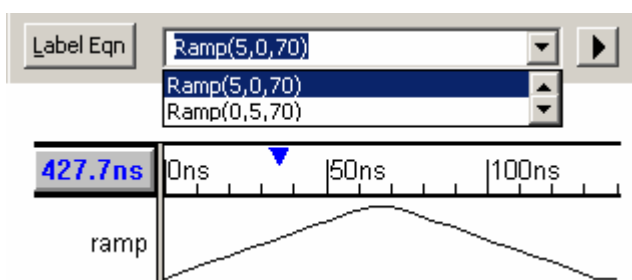 Label Eqn Ramp(5,0,70)
Ramp(5,0,70)
Ramp(0,5,70)
427.7ns 0ns 50ns 100ns
ramp